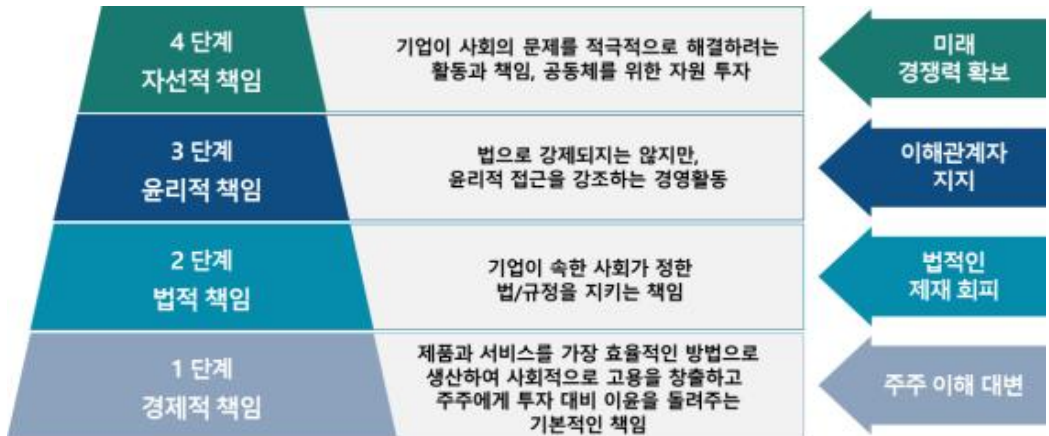 4 단계
자선적 책임
기업이 사회의 문제를 적극적으로 해결하려는
활동과 책임, 공동체를 위한 자원 투자
미래
경쟁력 확보
3 단계
윤리적 책임
법으로 강제되지는 않지만,
윤리적 접근을 강조하는 경영활동
이해관계자
지지
2 단계
법적 책임
기업이 속한 사회가 정한
법/규정을 지키는 책임
법적인
제재 회피
1 단계
경제적 책임
제품과 서비스를 가장 효율적인 방법으로
생산하여 사회적으로 고용을 창출하고
주주에게 투자 대비 이윤을 돌려주는
기본적인 책임
주주 이해 대변